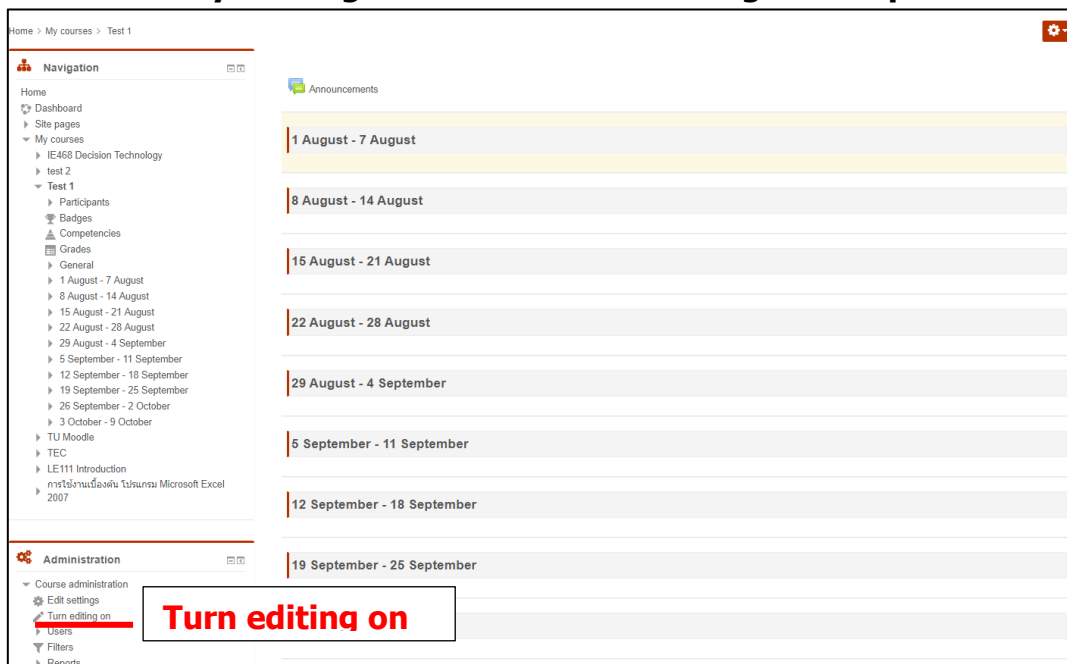 Home > My courses > Test 1
Navigation
Home
Dashboard
Site pages
My courses
IE468 Decision Technology
test 2
Test 1
Participants
Badges
Competencies
Grades
General
1 August - 7 August
8 August - 14 August
15 August - 21 August
22 August - 28 August
29 August - 4 September
5 September - 11 September
12 September - 18 September
19 September - 25 September
26 September - 2 October
3 October - 9 October
TU Moodle
TEC
LE111 Introduction
การใช้งานเบื้องต้น โปรแกรม Microsoft Excel
2007
Administration
Course administration
Edit settings
Turn editing on
Users
Filters
Reports
Turn editing on
Announcements
1 August - 7 August
8 August - 14 August
15 August - 21 August
22 August - 28 August
29 August - 4 September
5 September - 11 September
12 September - 18 September
19 September - 25 September